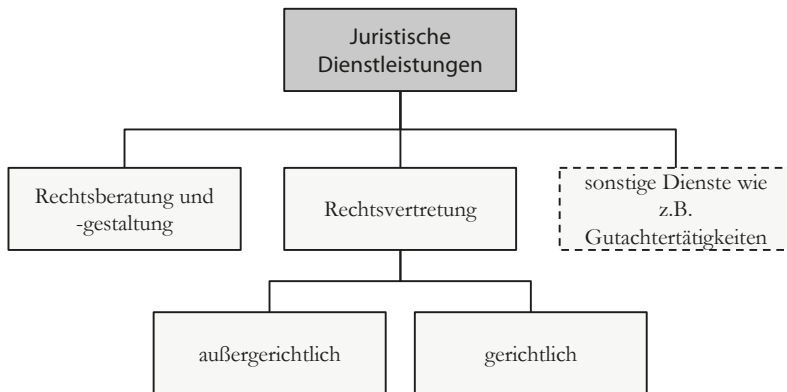 Juristische
Dienstleistungen
Rechtsberatung und
-gestaltung
Rechtsvertretung
sonstige Dienste wie
z.B.
Gutachtertätigkeiten
außergerichtlich
gerichtlich